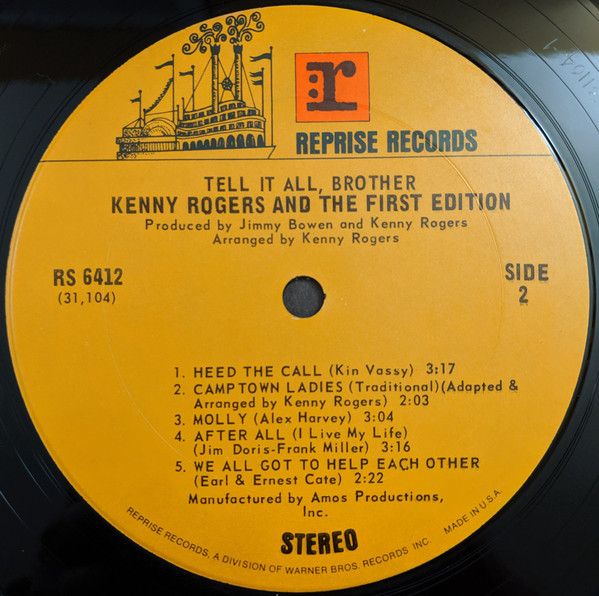 r
REPRISE RECORDS
TELL IT ALL, BROTHER
KENNY ROGERS AND THE FIRST EDITION
Produced by Jimmy Bowen and Kenny Rogers
Arranged by Kenny Rogers
RS 6412
(31,104)
SIDE
2
1. HEED THE CALL (Kin Vassy) 3:17
2. CAMPTOWN LADIES (Traditional)(Adapted &
Arranged by Kenny Rogers) 2:03
3. MOLLY (Alex Harvey) 3:04
4. AFTER ALL (I Live My Life)
(Jim Doris-Frank Miller) 3:16
5. WE ALL GOT TO HELP EACH OTHER
(Earl & Ernest Cate) 2:22
Manufactured by Amos Productions,
Inc.
STEREO
REPRISE RECORDS, A DIVISION OF WARNER BROS. RECORDS INC. MADE IN U.S.A.